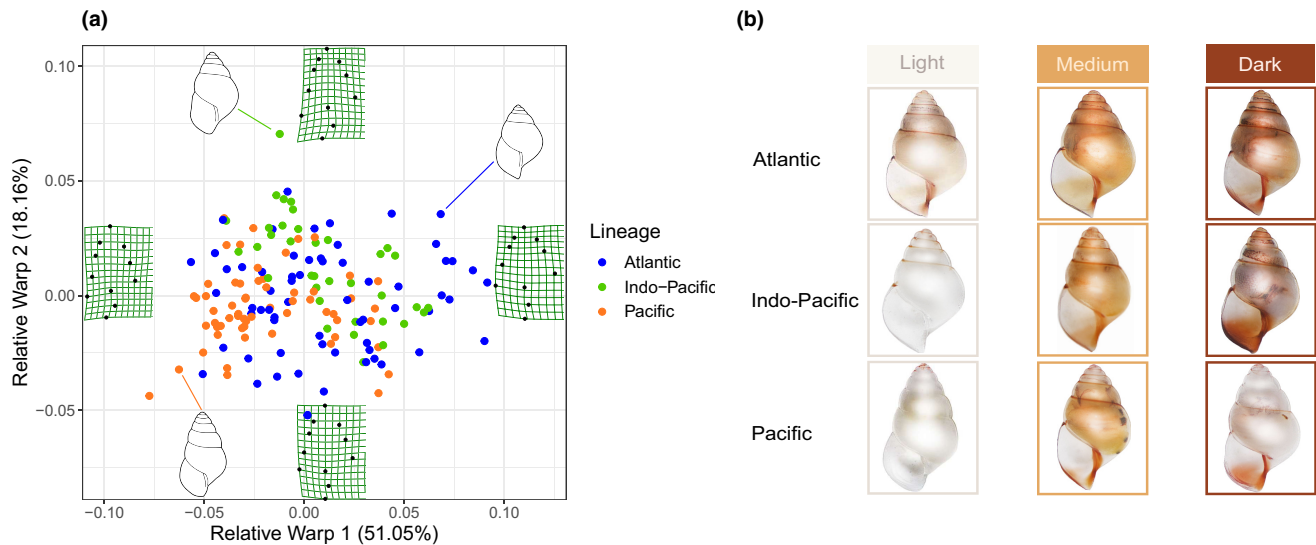 (a)
Relative Warp 2 (18.16%)
0.10
0.05
0.00
−0.05
−0.10
−0.05
0.00
0.05
0.10
Relative Warp 1 (51.05%)
Lineage
Atlantic
Indo−Pacific
Pacific
(b)
Light
Medium
Dark
Atlantic
Indo-Pacific
Pacific